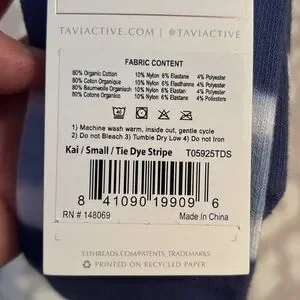 TAVIACTIVE.COM | @TAVIACTIVE
FABRIC CONTENT
80% Organic Cotton 10% Nylon 6% Elastane 4% Polyester
80% Coton Organique 10% Nylon 6% Élasthanne 4% Polyester
80% Baumwolle Organisch 10% Nylon 6% Elastan 4% Polyester
80% Cotone Organico 10% Nylon 6% Elastan 4% Poliesters
1) Machine wash warm, inside out, gentle cycle
2) Do not Bleach 3) Tumble Dry Low 4) Do not Iron
Kai / Small / Tie Dye Stripe T05925TDS
8 41090 19909 6
RN # 148069 Made In China
33THREADS.COM/PATENTS_TRADEMARKS
PRINTED ON RECYCLED PAPER